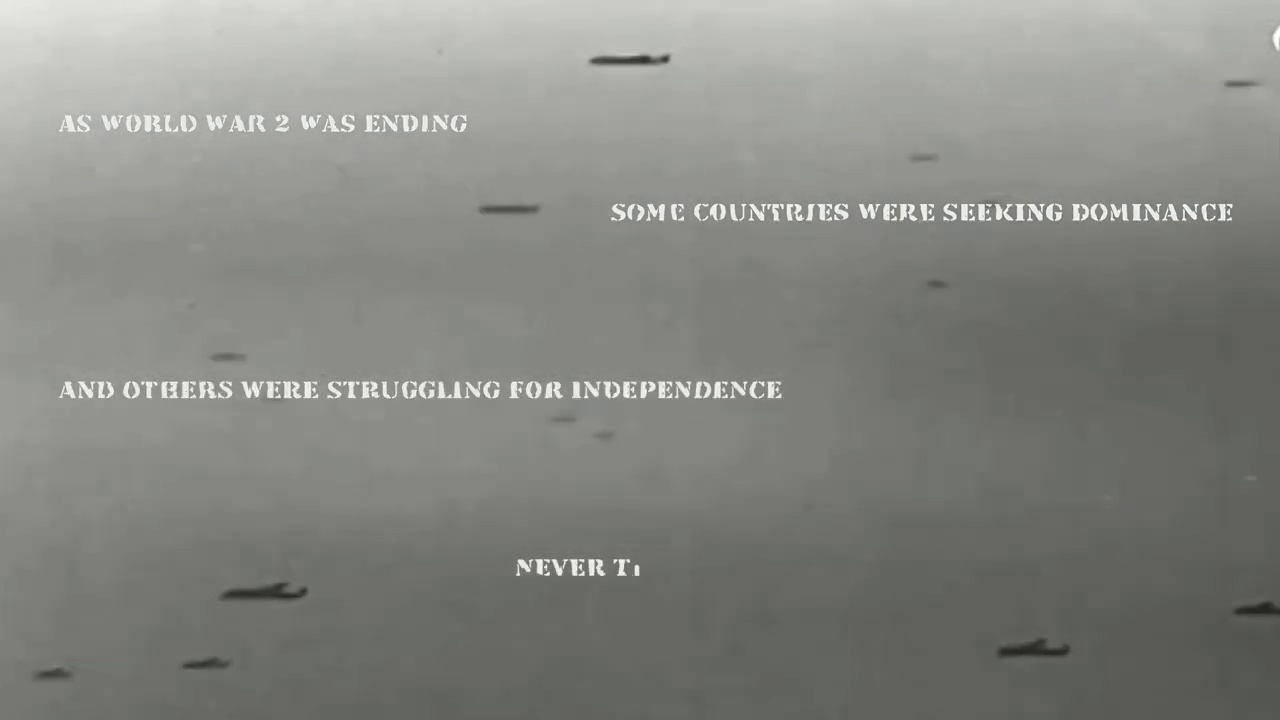 AS WORLD WAR 2 WAS ENDING
SOME COUNTRIES WERE SEEKING DOMINANCE
AND OTHERS WERE STRUGGLING FOR INDEPENDENCE
NEVER